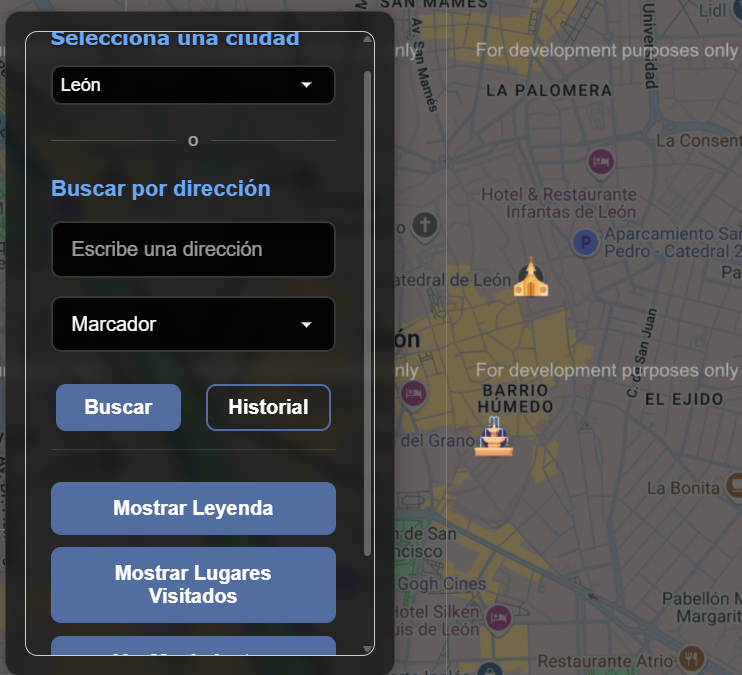 Selecciona una ciudad
León
o
Buscar por dirección
Escribe una dirección
Marcador
Buscar
Historial
Mostrar Leyenda
Mostrar Lugares
Visitados
SAN MAMÉS
Lidl
Av. San Mamés
Universidad
For development purposes only
LA PALOMERA
La Consent
Hotel & Restaurante
Infantas de León
Aparcamiento San
Pedro - Catedral 2
P
Pa
atedral de León
ón
C. de San Juan
nly
For development purposes only
BARRIO
HÚMEDO
EL EJIDO
del Grano
La Bonita
n de San
ncisco
Gogh Cines
Hotel Silken
uis de León
Pabellón M
Margarit
Restaurante Atrio